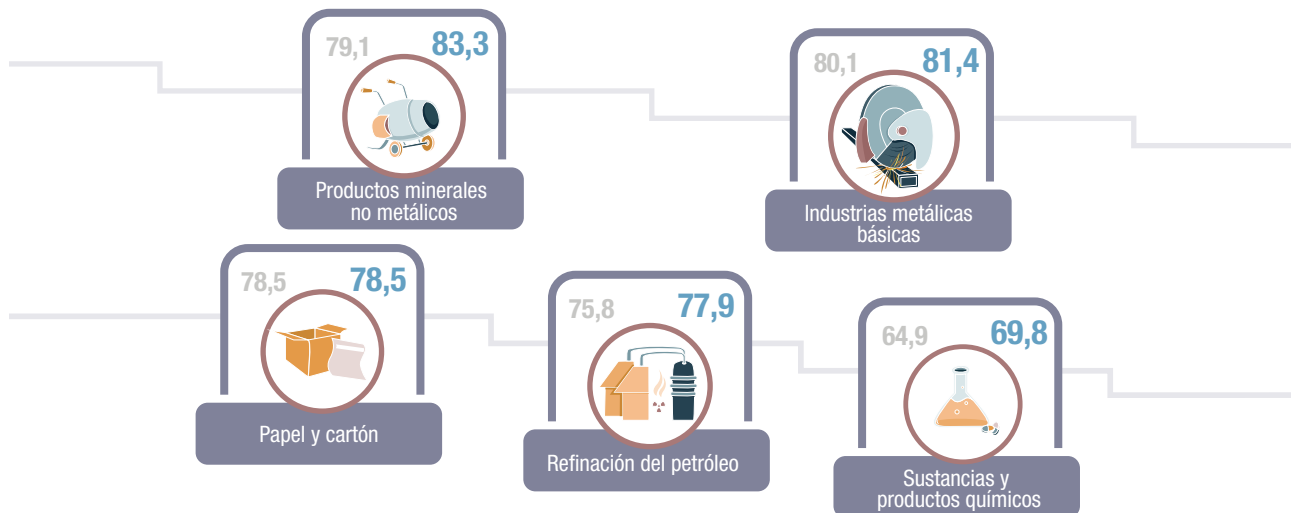 79,1 83,3
Productos minerales
no metálicos
80,1 81,4
Industrias metálicas
básicas
78,5 78,5
Papel y cartón
75,8 77,9
Refinación del petróleo
64,9 69,8
Sustancias y
productos químicos